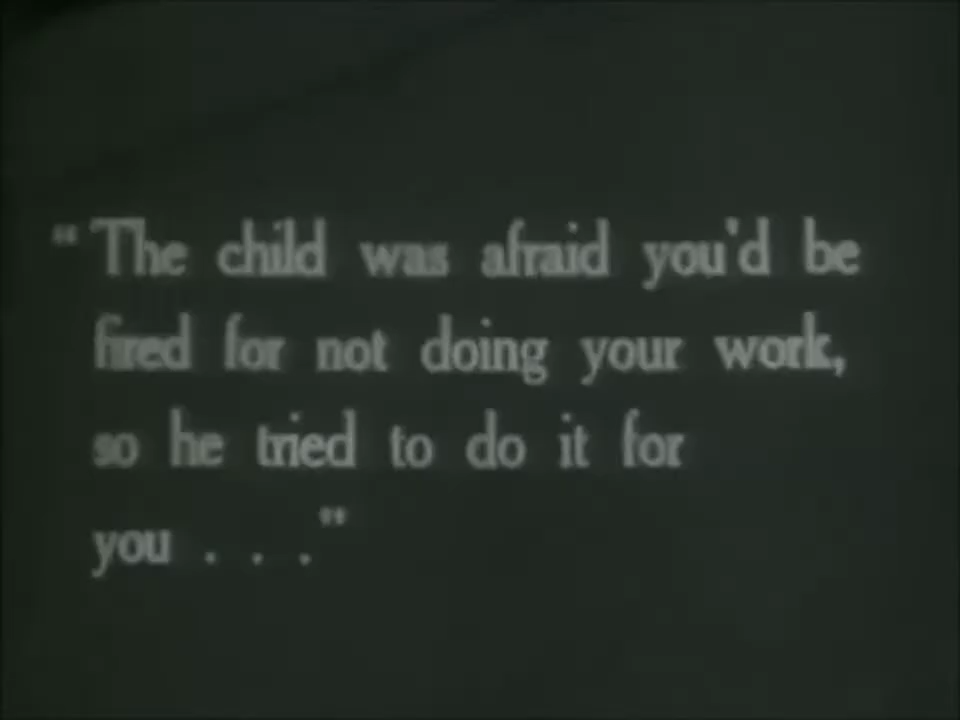 “The child was afraid you'd be
fired for not doing your work,
so he tried to do it for
you . . .”